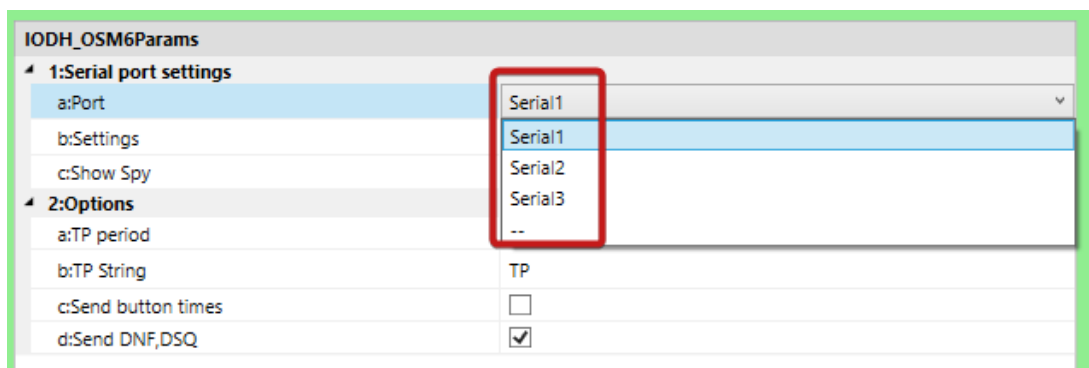 IODH_OSM6Params
1:Serial port settings
a:Port Serial1
Serial1
b:Settings
Serial2
c:Show Spy
Serial3
2:Options
a:TP period --
b:TP String TP
c:Send button times
d:Send DNF,DSQ